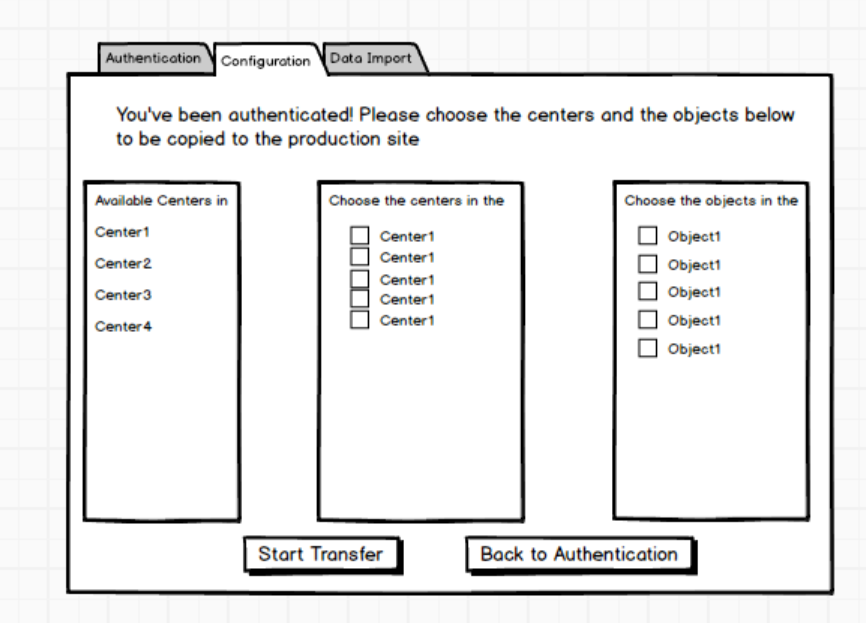 Authentication
Configuration
Data Import
You've been authenticated! Please choose the centers and the objects below
to be copied to the production site
Available Centers in
Center1
Center2
Center3
Center4
Choose the centers in the
Center1
Center1
Center1
Center1
Center1
Choose the objects in the
Object1
Object1
Object1
Object1
Object1
Start Transfer
Back to Authentication